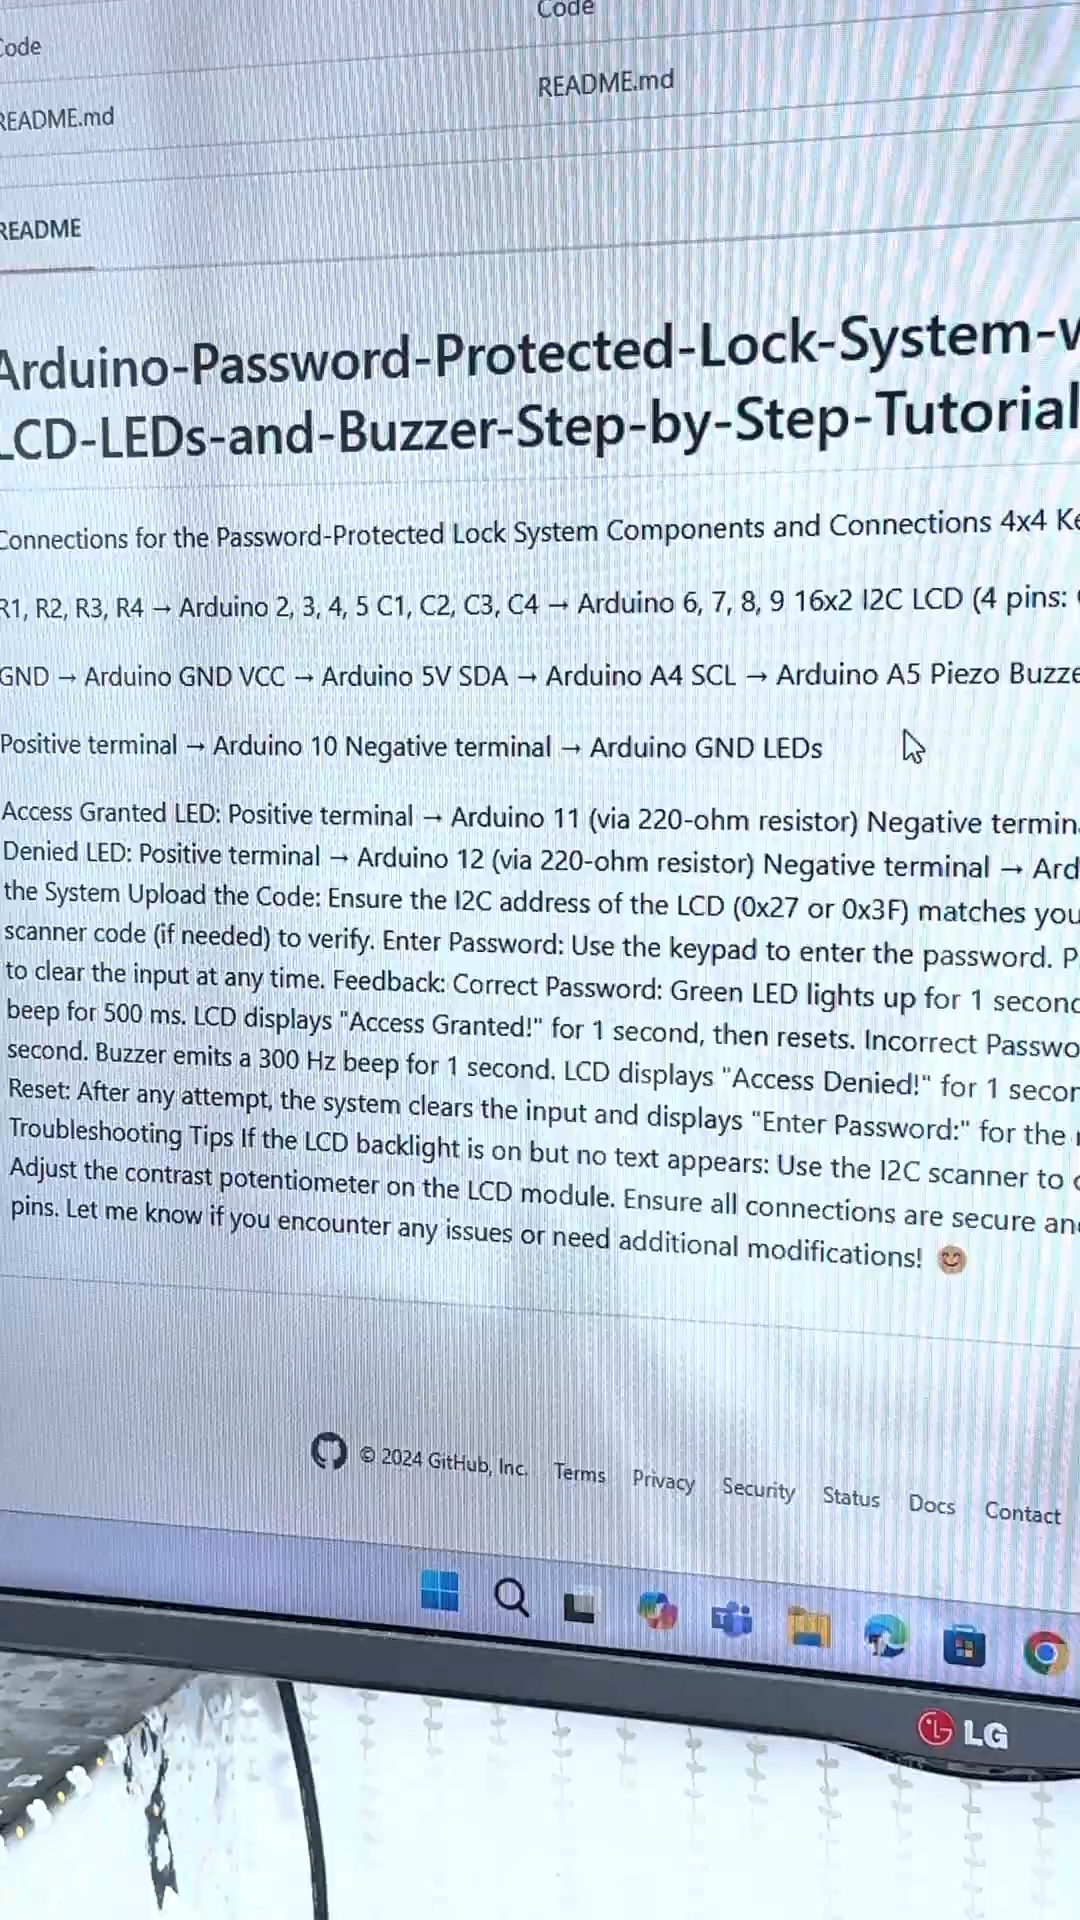 Code
Code
README.md
README.md
README
Arduino-Password-Protected-Lock-System-
LCD-LEDs-and-Buzzer-Step-by-Step-Tutorial
Connections for the Password-Protected Lock System Components and Connections 4x4
R1, R2, R3, R4 → Arduino 2, 3, 4, 5 C1, C2, C3, C4 → Arduino 6, 7, 8, 9 16x2 I2C LCD (4 pins:
GND → Arduino GND VCC → Arduino 5V SDA → Arduino A4 SCL → Arduino A5 Piezo Buzze
Positive terminal → Arduino 10 Negative terminal → Arduino GND LEDs
Access Granted LED: Positive terminal → Arduino 11 (via 220-ohm resistor) Negative termin
Denied LED: Positive terminal → Arduino 12 (via 220-ohm resistor) Negative terminal → Ard
the System Upload the Code: Ensure the I2C address of the LCD (0x27 or 0x3F) matches you
scanner code (if needed) to verify. Enter Password: Use the keypad to enter the password. P
to clear the input at any time. Feedback: Correct Password: Green LED lights up for 1 second
beep for 500 ms. LCD displays "Access Granted!" for 1 second, then resets. Incorrect Passwo
second. Buzzer emits a 300 Hz beep for 1 second. LCD displays "Access Denied!" for 1 secon
Reset: After any attempt, the system clears the input and displays "Enter Password:" for the
Troubleshooting Tips If the LCD backlight is on but no text appears: Use the I2C scanner to
Adjust the contrast potentiometer on the LCD module. Ensure all connections are secure and
pins. Let me know if you encounter any issues or need additional modifications! 😊
© 2024 GitHub, Inc. Terms Privacy Security Status Docs Contact
LG